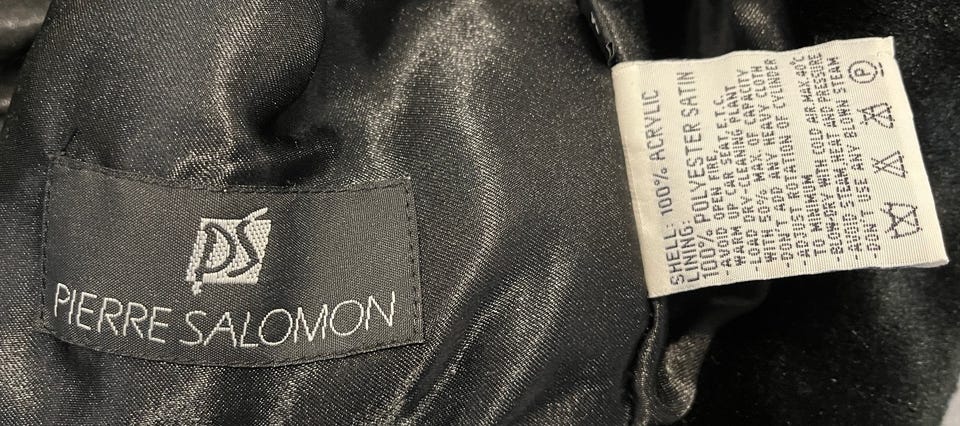 PS
PIERRE SALOMON
SHELL: 100% ACRYLIC
LINING:
100% POLYESTER SATIN
-AVOID OPEN FIRE,
WARM UP CAR SEAT E.T.C.
-LOAD DRY-CLEANING PLANT
WITH 50% MAX. OF CAPACITY
-DON'T ADD ANY HEAVY CLOTH
-ADJUST ROTATION OF CYLINDER
TO MINIMUM
-BLOW-DRY WITH COLD AIR MAX. 40°C
-AVOID STEAM HEAT AND PRESSURE
-DON'T USE ANY BLOWN STEAM
P